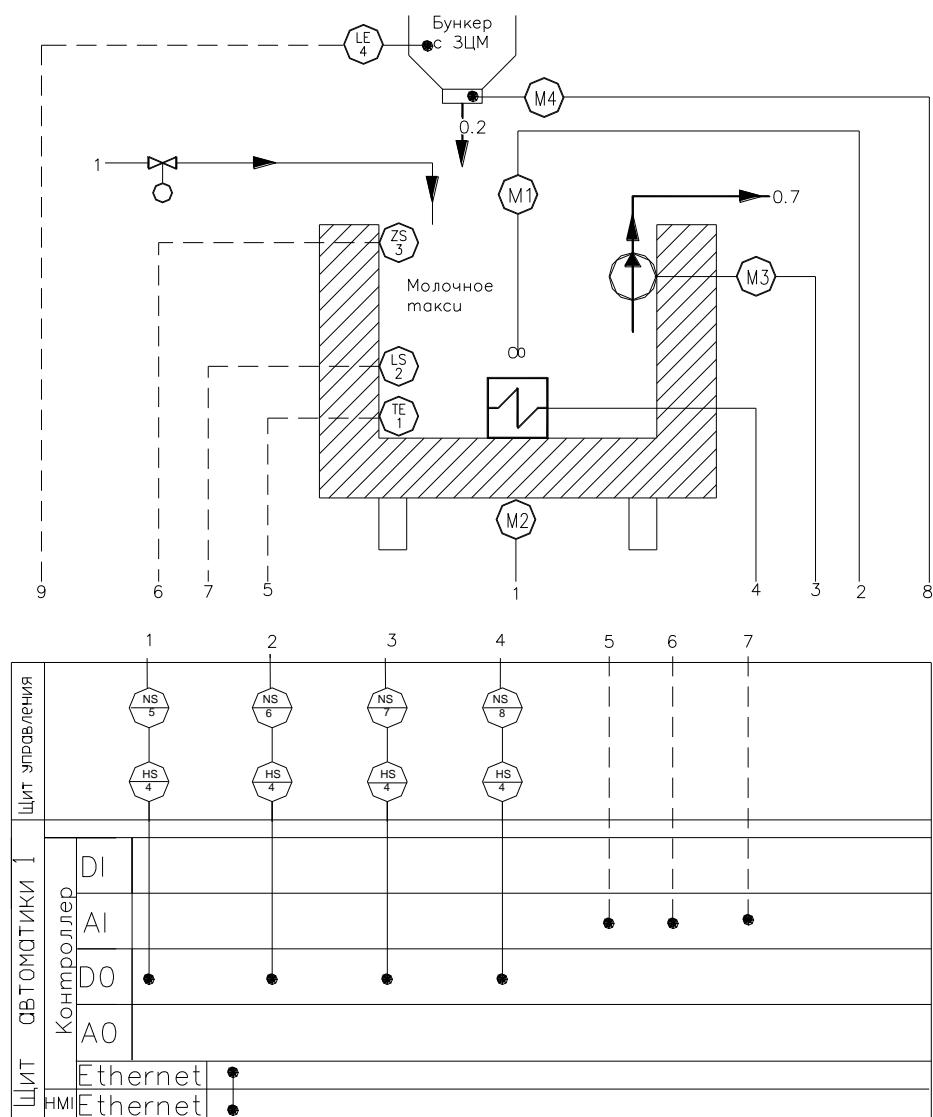 Бункер
с ЗЦМ
LE
4
M4
0.2
1
M1
0.7
ZS
3
Молочное
такси
M3
LS
2
TE
1
M2
9 6 7 5 1 4 3 2 8
1 2 3 4 5 6 7
Щит управления
NS
5
NS
6
NS
7
NS
8
HS
4
HS
4
HS
4
HS
4
Щит автоматики 1
Контроллер
DI
AI
DO
AO
Ethernet
HMI
Ethernet